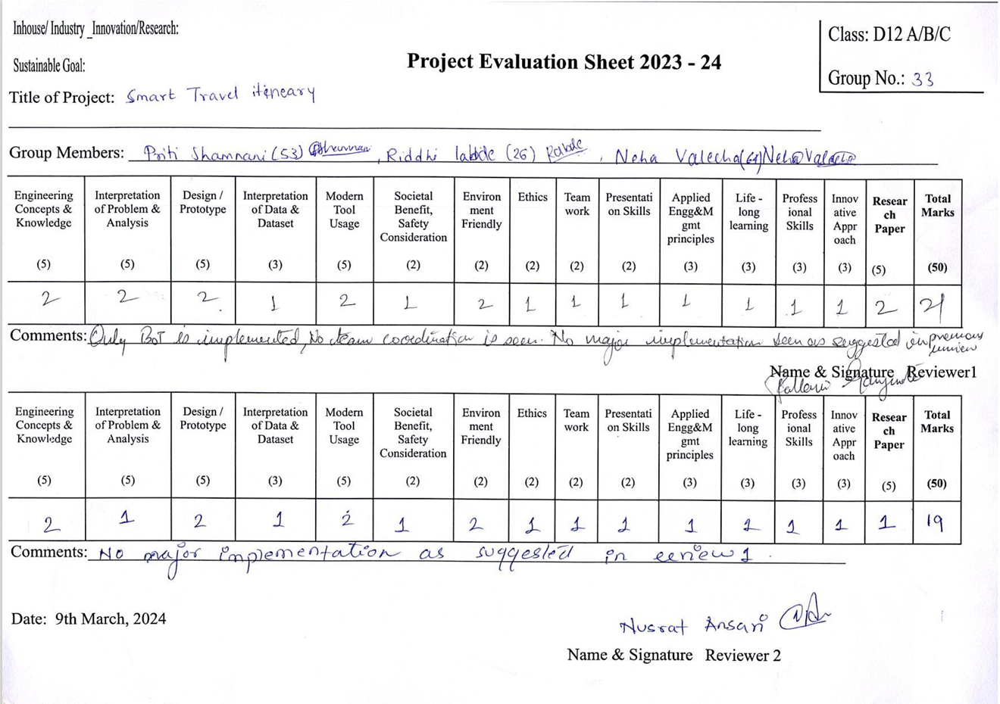 Inhouse/ Industry _Innovation/Research:
Class: D12 A/B/C
Sustainable Goal:
Project Evaluation Sheet 2023 - 24
Group No.: 33
Title of Project: Smart Travel itineary
Group Members: Priti Shamnani (53), Riddhi labde (26), Neha Valecha (61) Neha Valecha
Engineering Concepts & Knowledge (5) Interpretation of Problem & Analysis (5) Design / Prototype (5) Interpretation of Data & Dataset (3) Modern Tool Usage (5) Societal Benefit, Safety Consideration (2) Environ ment Friendly (2) Ethics (2) Team work (2) Presentati on Skills (2) Applied Engg&M gmt principles (3) Life - long learning (3) Profess ional Skills (3) Innov ative Appr oach (3) Resear ch Paper (5) Total Marks (50)
2 2 2 1 2 1 2 1 1 1 1 1 1 1 2 21
Comments: Only BoT is implemented, No team coordination is seen. No major implementation seen as suggested in previous review
Name & Signature Reviewer1
Engineering Concepts & Knowledge (5) Interpretation of Problem & Analysis (5) Design / Prototype (5) Interpretation of Data & Dataset (3) Modern Tool Usage (5) Societal Benefit, Safety Consideration (2) Environ ment Friendly (2) Ethics (2) Team work (2) Presentati on Skills (2) Applied Engg&M gmt principles (3) Life - long learning (3) Profess ional Skills (3) Innov ative Appr oach (3) Resear ch Paper (5) Total Marks (50)
2 1 2 1 2 1 2 1 1 1 1 1 1 1 1 19
Comments: No major impementation as suggested in review 1.
Date: 9th March, 2024
Nusrat Ansari
Name & Signature Reviewer 2